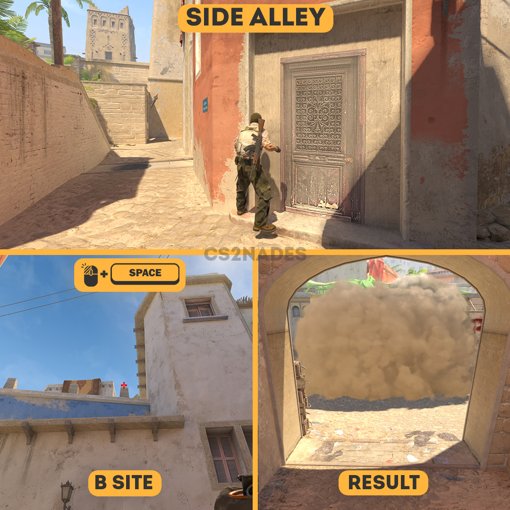 SIDE ALLEY
CS2NADES
+ SPACE
B SITE
RESULT